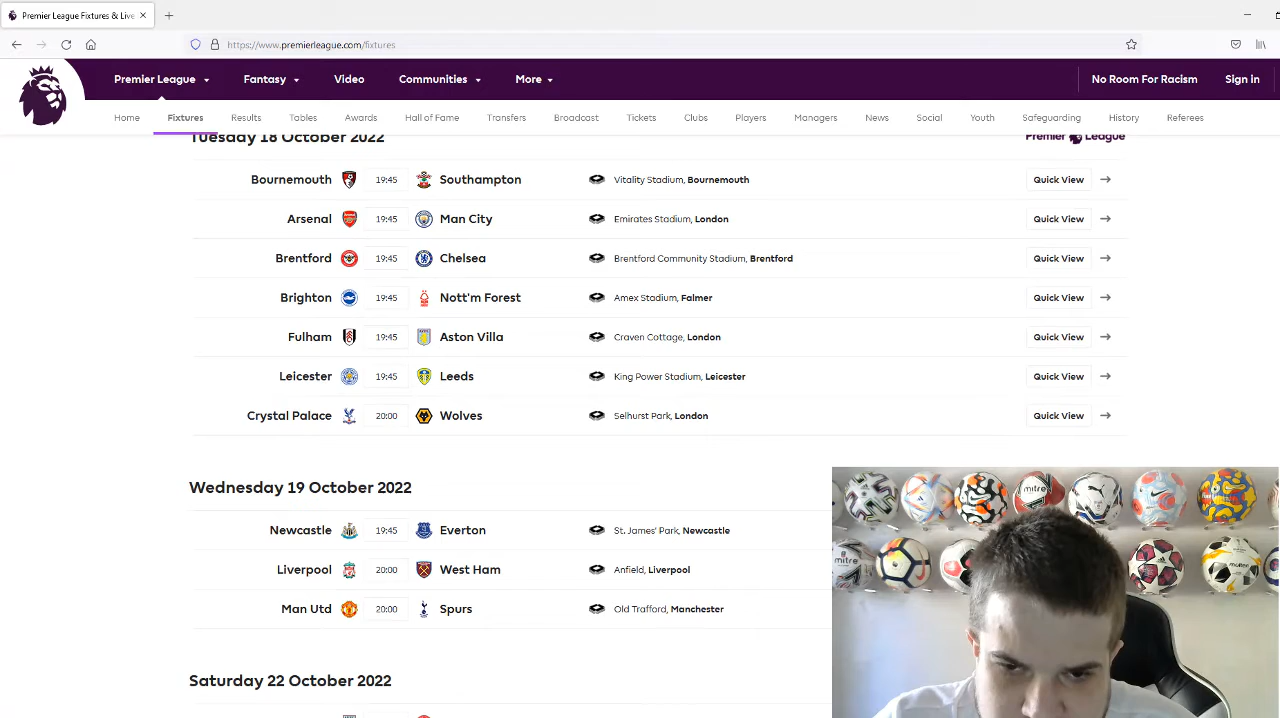 Premier League Fixtures & Live
https://www.premierleague.com/fixtures
Premier League Fantasy Video Communities More No Room For Racism Sign in
Home Fixtures Results Tables Awards Hall of Fame Transfers Broadcast Tickets Clubs Players Managers News Social Youth Safeguarding History Referees
Tuesday 18 October 2022 Premier League
Bournemouth 19:45 Southampton Vitality Stadium, Bournemouth Quick View
Arsenal 19:45 Man City Emirates Stadium, London Quick View
Brentford 19:45 Chelsea Brentford Community Stadium, Brentford Quick View
Brighton 19:45 Nott'm Forest Amex Stadium, Falmer Quick View
Fulham 19:45 Aston Villa Craven Cottage, London Quick View
Leicester 19:45 Leeds King Power Stadium, Leicester Quick View
Crystal Palace 20:00 Wolves Selhurst Park, London Quick View
Wednesday 19 October 2022
Newcastle 19:45 Everton St. James' Park, Newcastle
Liverpool 20:00 West Ham Anfield, Liverpool
Man Utd 20:00 Spurs Old Trafford, Manchester
Saturday 22 October 2022
mitre
mitre